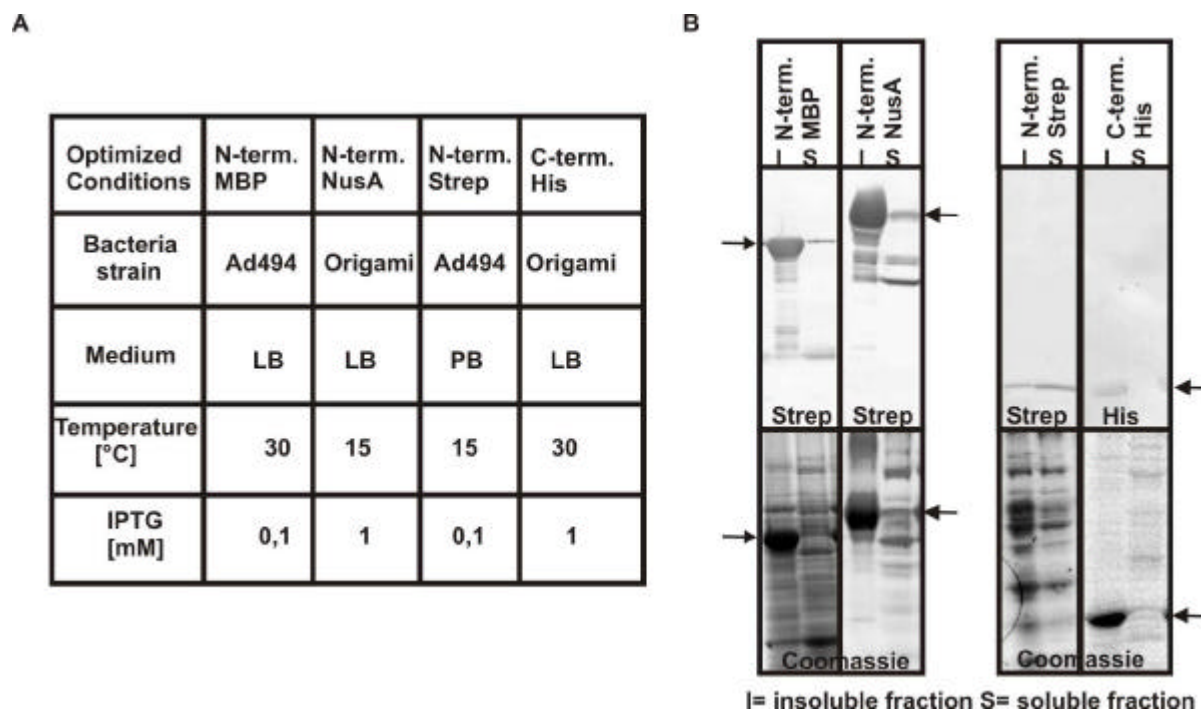 A
Optimized
Conditions
N-term.
MBP
N-term.
NusA
N-term.
Strep
C-term.
His
Bacteria
strain
Ad494
Origami
Ad494
Origami
Medium
LB
LB
PB
LB
Temperature
[°C]
30
15
15
30
IPTG
[mM]
0,1
1
0,1
1
B
N-term.
MBP
N-term.
NusA
N-term.
Strep
C-term.
His
I S I S
I S I S
Strep
Strep
Strep
His
Coomassie
Coomassie
I= insoluble fraction S= soluble fraction